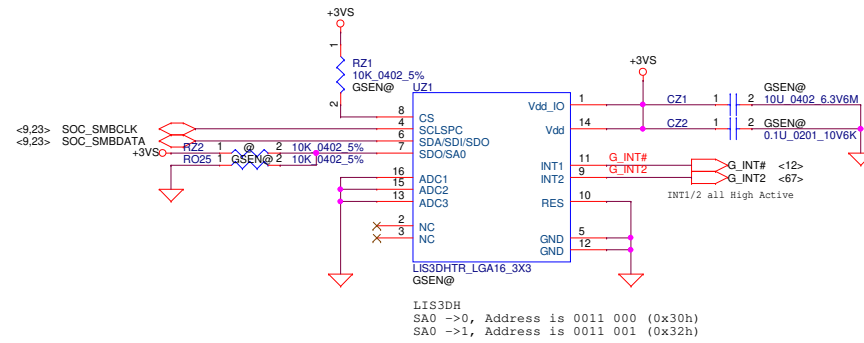 +3VS
1
RZ1
10K_0402_5%
GSEN@
2
UZ1
8 CS
<9,23> SOC_SMBCLK 4 SCLSPC
<9,23> SOC_SMBDATA 6 SDA/SDI/SDO
+3VS RZ2 1 @ 2 10K_0402_5% 7 SDO/SA0
RO25 1 GSEN@ 2 10K_0402_5%
16 ADC1
15 ADC2
13 ADC3
2 NC
3 NC
+3VS
Vdd_IO 1 CZ1 1 2 GSEN@
10U_0402_6.3V6M
Vdd 14 CZ2 1 2 GSEN@
0.1U_0201_10V6K
INT1 11 G_INT# G_INT# <12>
INT2 9 G_INT2 G_INT2 <67>
INT1/2 all High Active
RES 10
GND 5
GND 12
LIS3DHTR_LGA16_3X3
GSEN@
LIS3DH
SA0 ->0, Address is 0011 000 (0x30h)
SA0 ->1, Address is 0011 001 (0x32h)